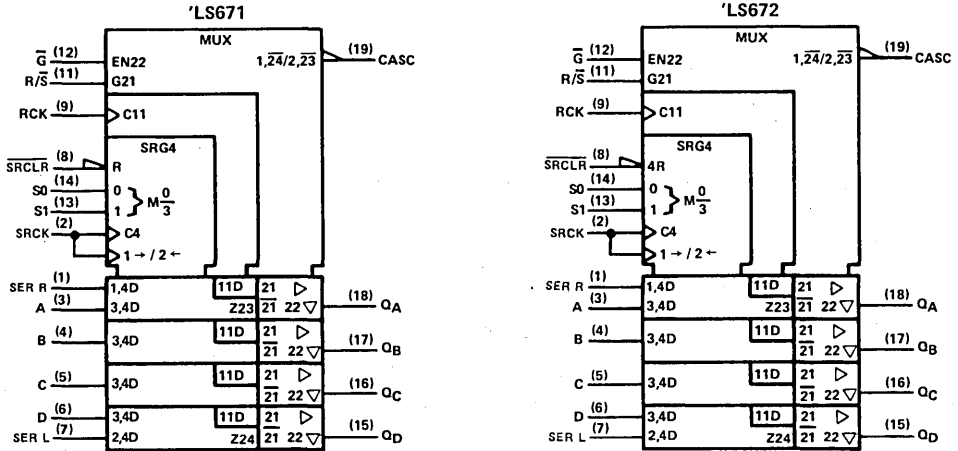 'LS671
MUX
G̅ (12) EN22 1,2̅4̅/2,2̅3̅ (19) CASC
R/S̅ (11) G21
RCK (9) C11
SRG4
S̅R̅C̅L̅R̅ (8) R
S0 (14) 0
} M 0/3
S1 (13) 1
SRCK (2) C4
1 → / 2 ←
SER R (1) 1,4D 11D 21 ▷
A (3) 3,4D Z23 2̅1̅ 22 ▽ (18) QA
B (4) 3,4D 11D 21 ▷
2̅1̅ 22 ▽ (17) QB
C (5) 3,4D 11D 21 ▷
2̅1̅ 22 ▽ (16) QC
D (6) 3,4D 11D 21 ▷
SER L (7) 2,4D Z24 2̅1̅ 22 ▽ (15) QD
'LS672
MUX
G̅ (12) EN22 1,2̅4̅/2,2̅3̅ (19) CASC
R/S̅ (11) G21
RCK (9) C11
SRG4
S̅R̅C̅L̅R̅ (8) 4R
S0 (14) 0
} M 0/3
S1 (13) 1
SRCK (2) C4
1 → / 2 ←
SER R (1) 1,4D 11D 21 ▷
A (3) 3,4D Z23 2̅1̅ 22 ▽ (18) QA
B (4) 3,4D 11D 21 ▷
2̅1̅ 22 ▽ (17) QB
C (5) 3,4D 11D 21 ▷
2̅1̅ 22 ▽ (16) QC
D (6) 3,4D 11D 21 ▷
SER L (7) 2,4D Z24 2̅1̅ 22 ▽ (15) QD